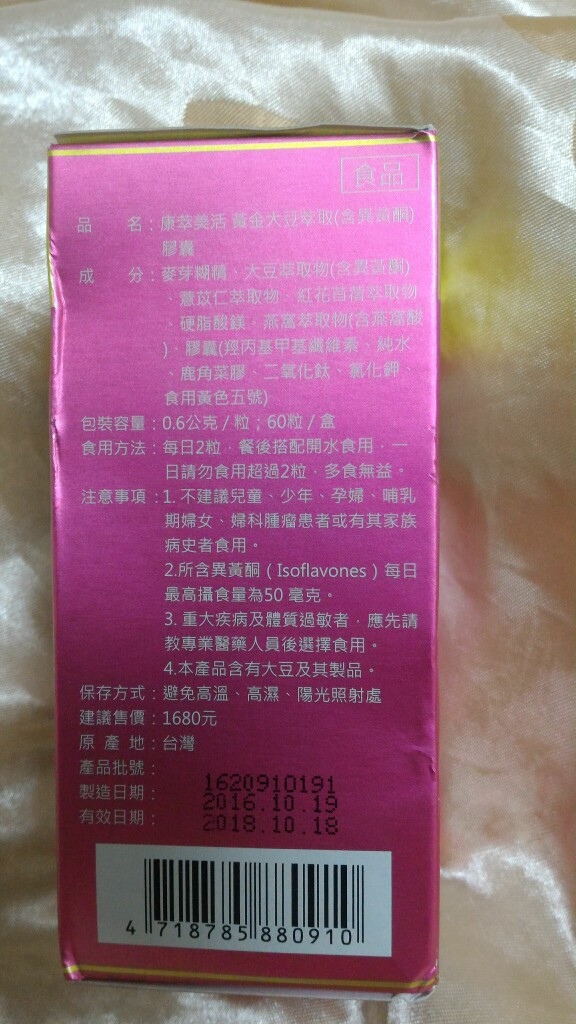 食品
品名：康萃美活 黃金大豆萃取(含異黃酮)
膠囊
成分：麥芽糊精、大豆萃取物(含異黃酮)
、薏苡仁萃取物、紅花苜蓿萃取物
、硬脂酸鎂、燕窩萃取物(含燕窩酸
)、膠囊(羥丙基甲基纖維素、純水
、鹿角菜膠、二氧化鈦、氯化鉀、
食用黃色五號)
包裝容量：0.6公克/粒；60粒/盒
食用方法：每日2粒，餐後搭配開水食用，一
日請勿食用超過2粒，多食無益。
注意事項：1. 不建議兒童、少年、孕婦、哺乳
期婦女、婦科腫瘤患者或有其家族
病史者食用。
2.所含異黃酮(Isoflavones)每日
最高攝食量為50 毫克。
3. 重大疾病及體質過敏者，應先請
教專業醫藥人員後選擇食用。
4.本產品含有大豆及其製品。
保存方式：避免高溫、高濕、陽光照射處
建議售價：1680元
原產地：台灣
產品批號：1620910191
製造日期：2016.10.19
有效日期：2018.10.18
4 718785 880910